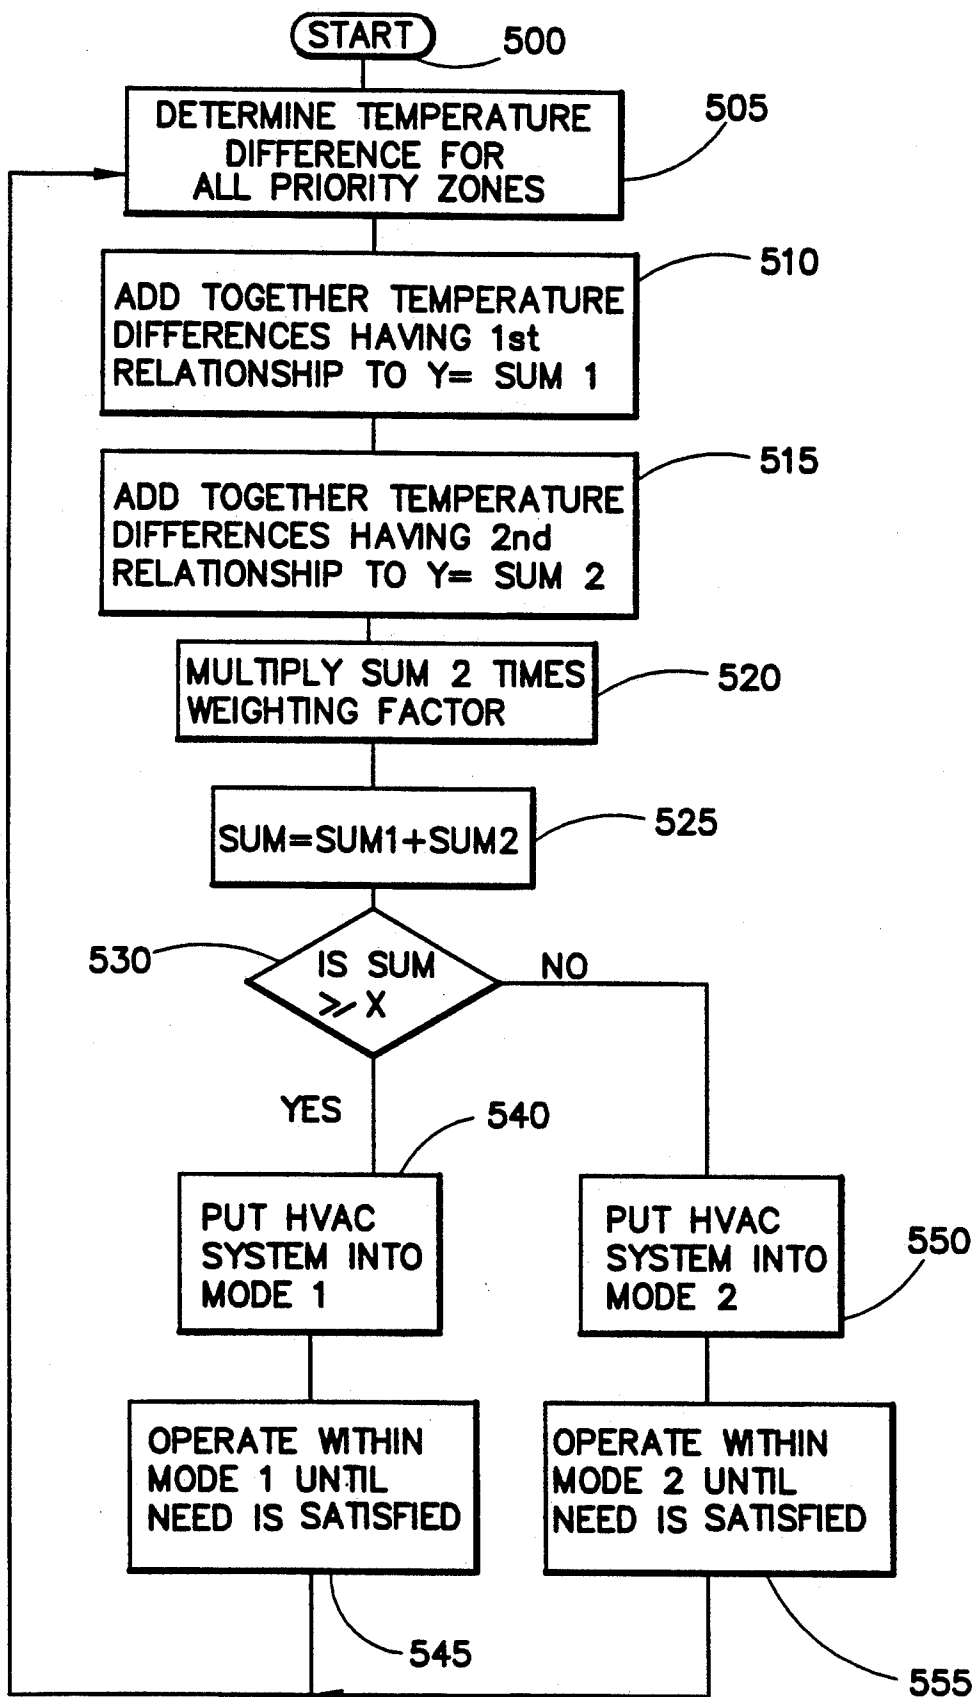 START
500
DETERMINE TEMPERATURE
DIFFERENCE FOR
ALL PRIORITY ZONES
505
ADD TOGETHER TEMPERATURE
DIFFERENCES HAVING 1st
RELATIONSHIP TO Y= SUM 1
510
ADD TOGETHER TEMPERATURE
DIFFERENCES HAVING 2nd
RELATIONSHIP TO Y= SUM 2
515
MULTIPLY SUM 2 TIMES
WEIGHTING FACTOR
520
SUM=SUM1+SUM2
525
530
IS SUM
⩾ X
NO
YES
540
PUT HVAC
SYSTEM INTO
MODE 1
PUT HVAC
SYSTEM INTO
MODE 2
550
OPERATE WITHIN
MODE 1 UNTIL
NEED IS SATISFIED
OPERATE WITHIN
MODE 2 UNTIL
NEED IS SATISFIED
545
555